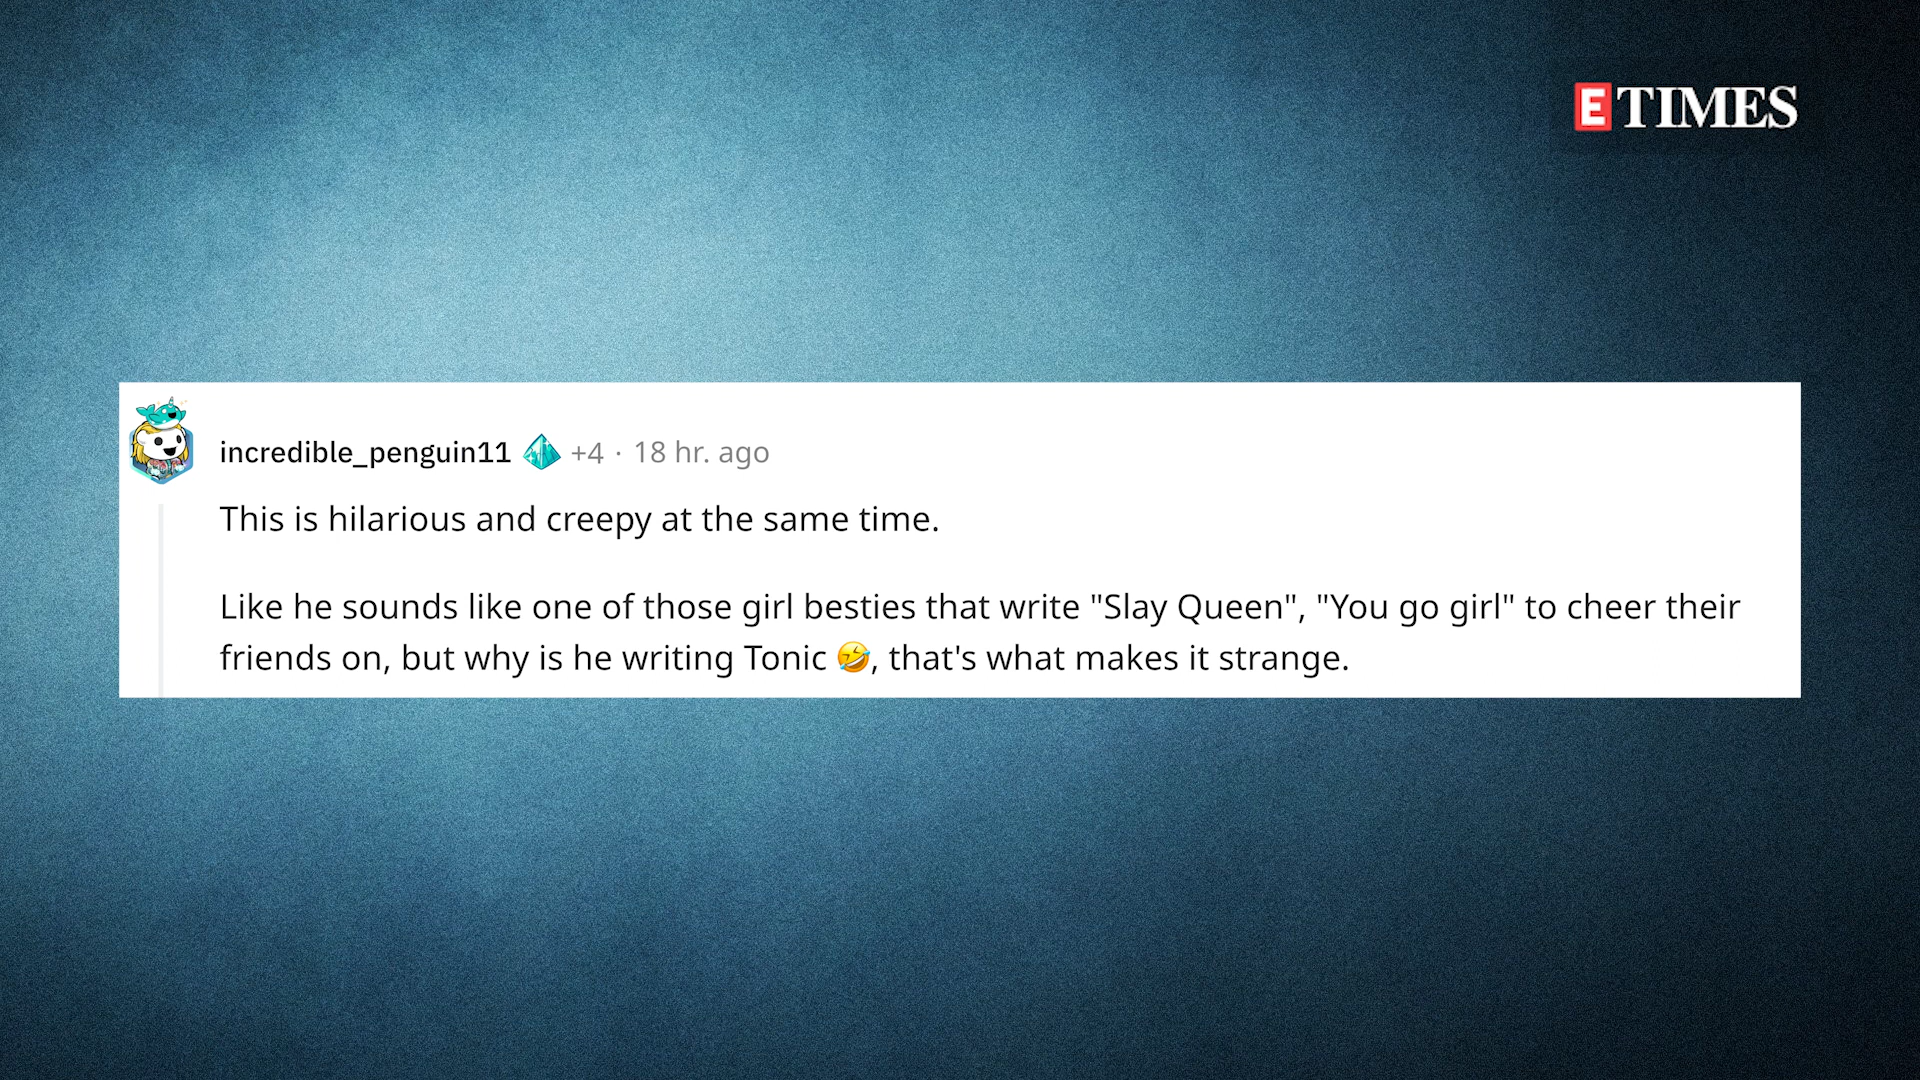 E TIMES
incredible_penguin11 +4 · 18 hr. ago
This is hilarious and creepy at the same time.
Like he sounds like one of those girl besties that write "Slay Queen", "You go girl" to cheer their
friends on, but why is he writing Tonic 🤣, that's what makes it strange.